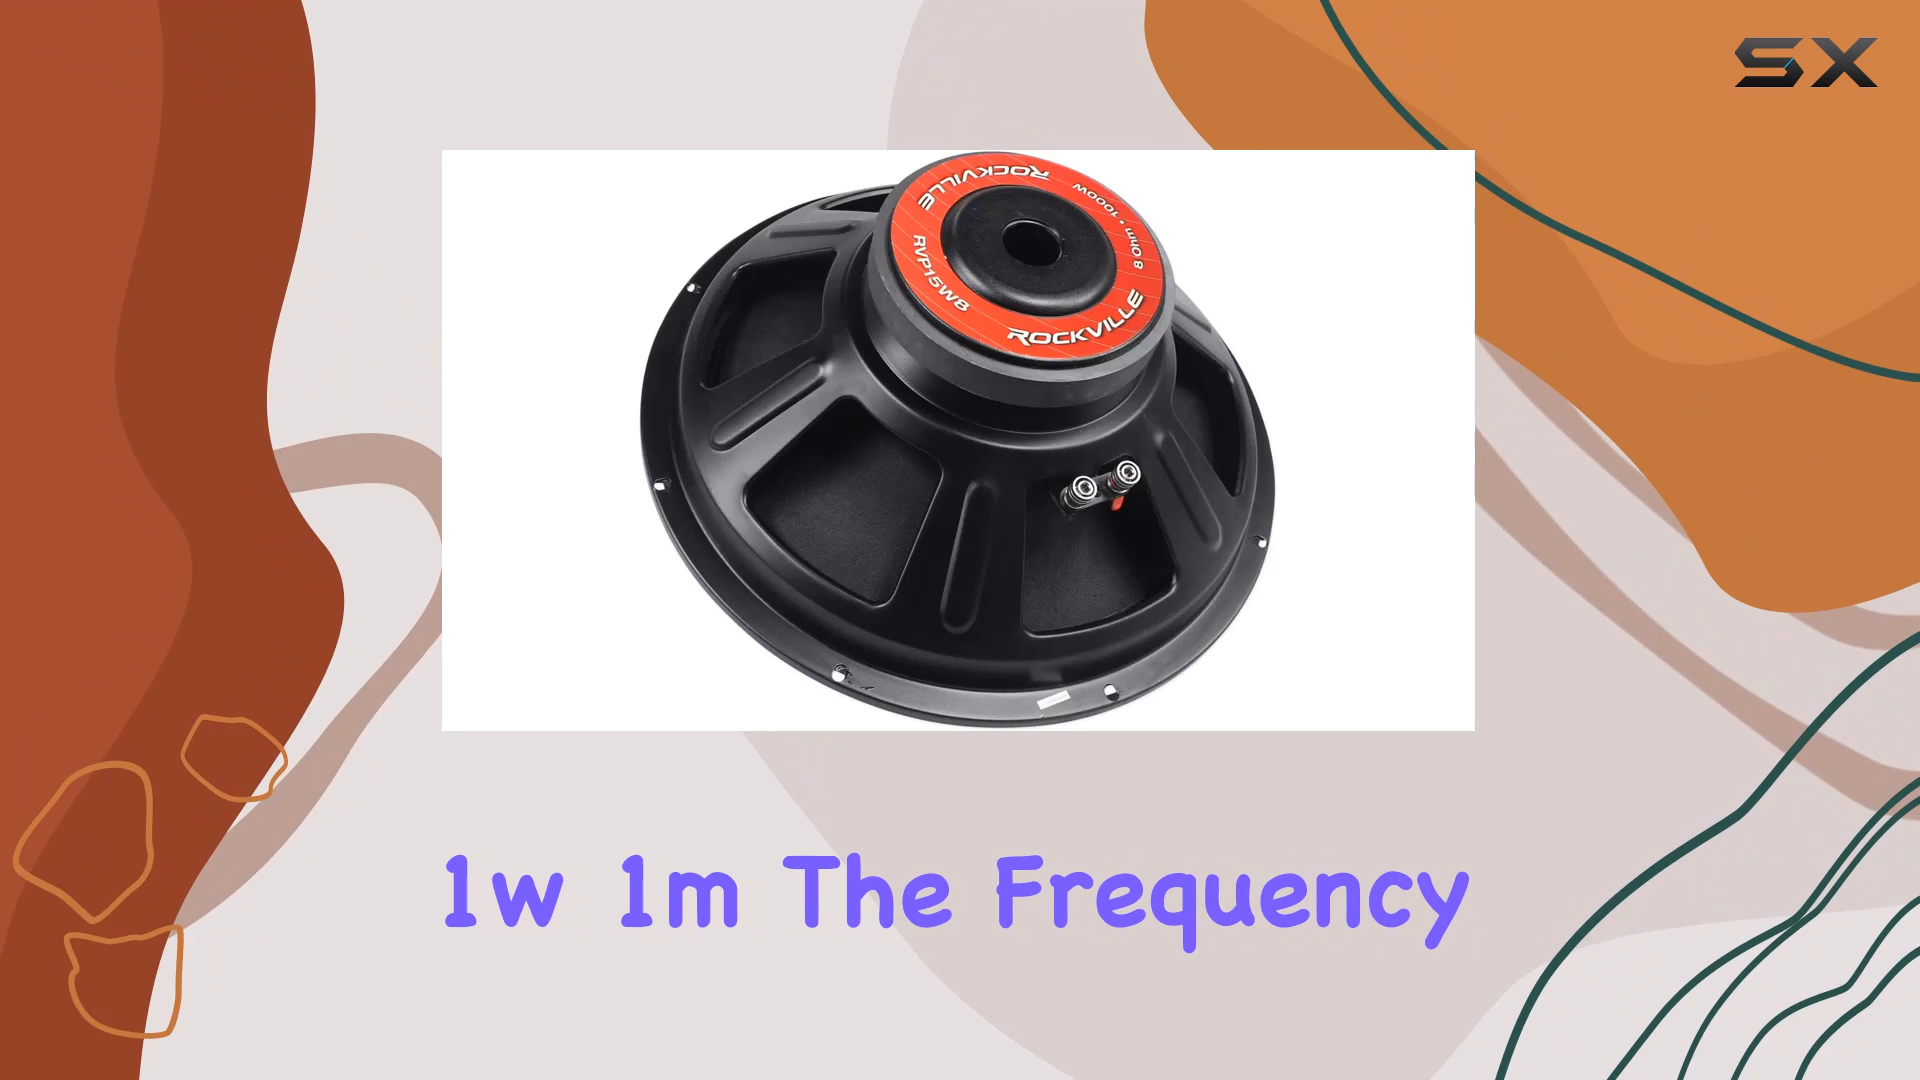 SX
ROCKVILLE
1000W • 8 Ohm
RVP15W8
ROCKVILLE
1w 1m The Frequency